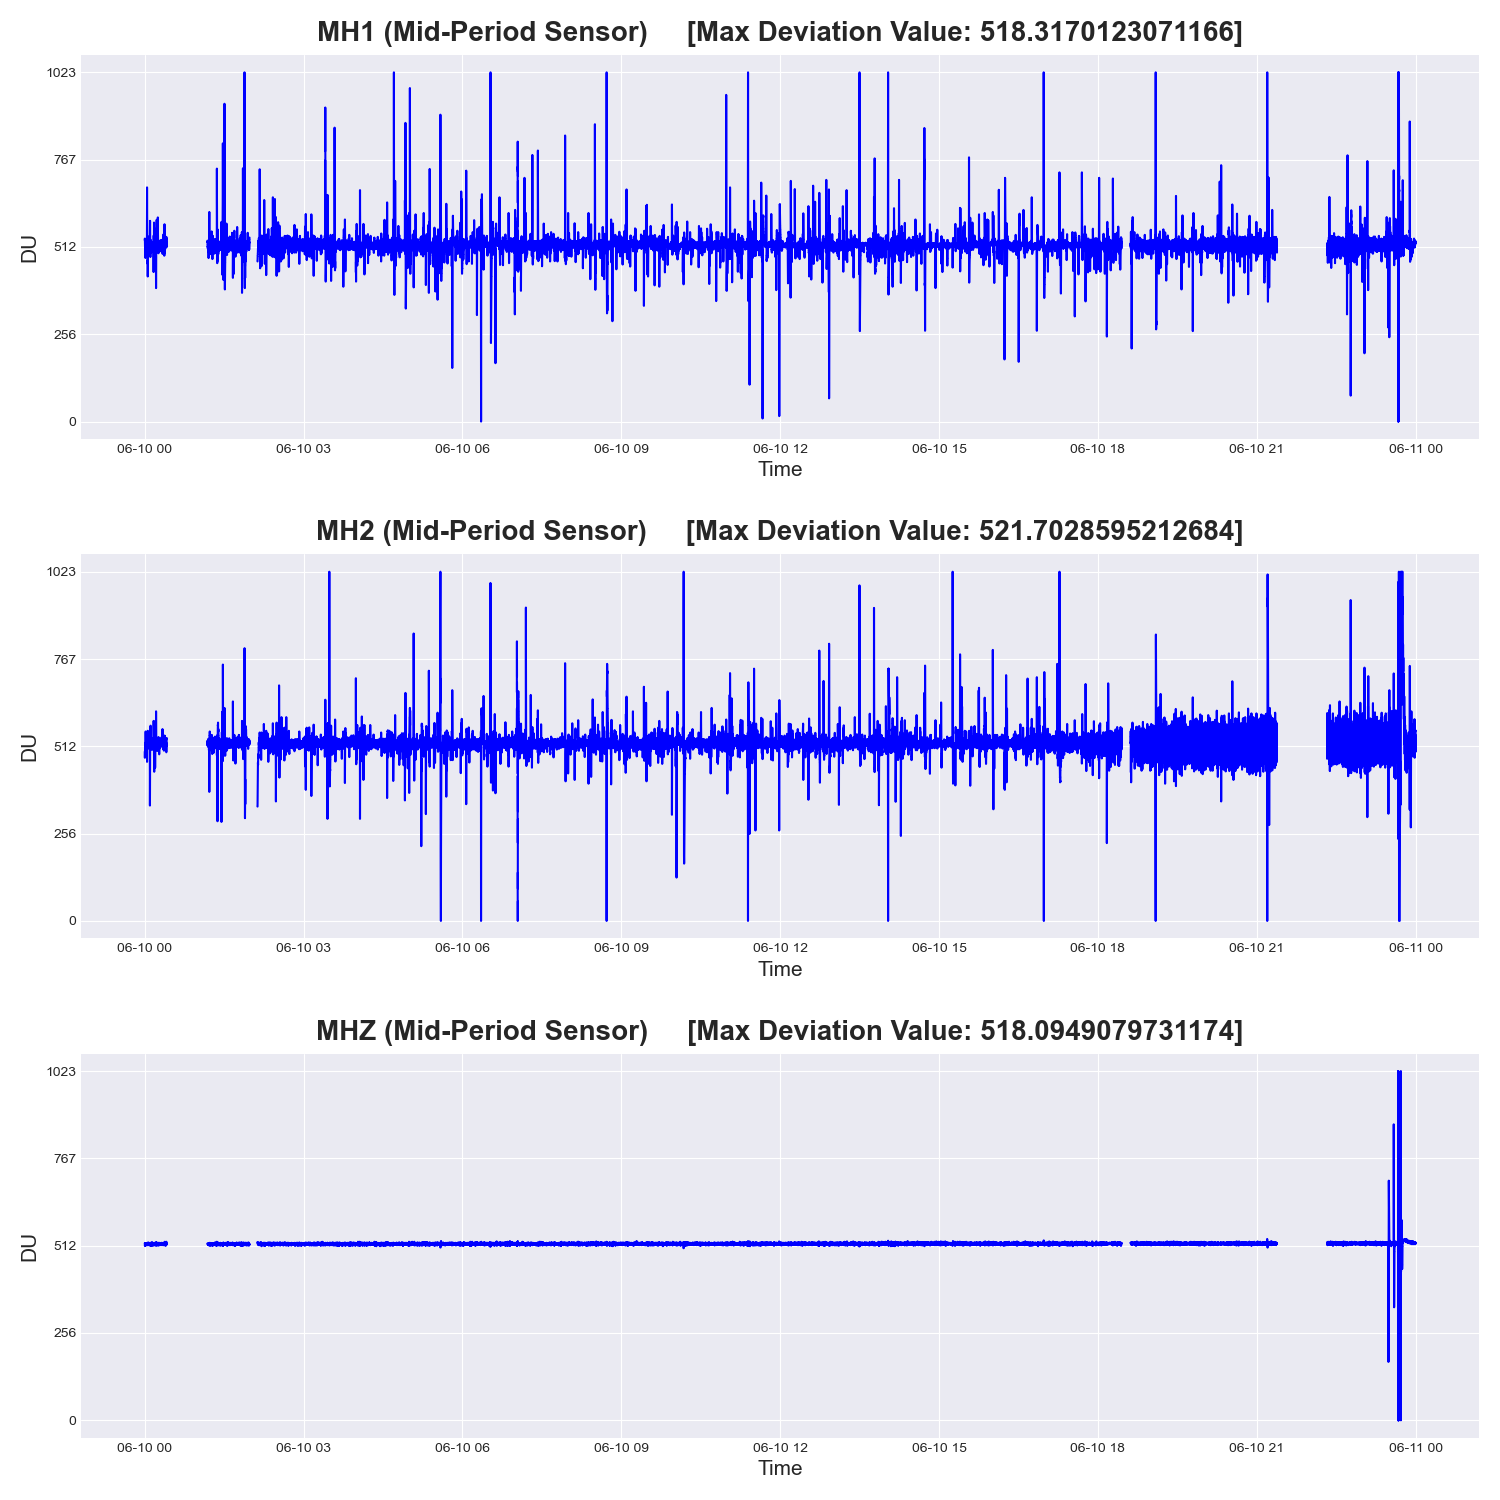 MH1 (Mid-Period Sensor) [Max Deviation Value: 518.3170123071166]
1023
767
512
256
0
DU
06-10 00 06-10 03 06-10 06 06-10 09 06-10 12 06-10 15 06-10 18 06-10 21 06-11 00
Time
MH2 (Mid-Period Sensor) [Max Deviation Value: 521.7028595212684]
1023
767
512
256
0
DU
06-10 00 06-10 03 06-10 06 06-10 09 06-10 12 06-10 15 06-10 18 06-10 21 06-11 00
Time
MHZ (Mid-Period Sensor) [Max Deviation Value: 518.0949079731174]
1023
767
512
256
0
DU
06-10 00 06-10 03 06-10 06 06-10 09 06-10 12 06-10 15 06-10 18 06-10 21 06-11 00
Time